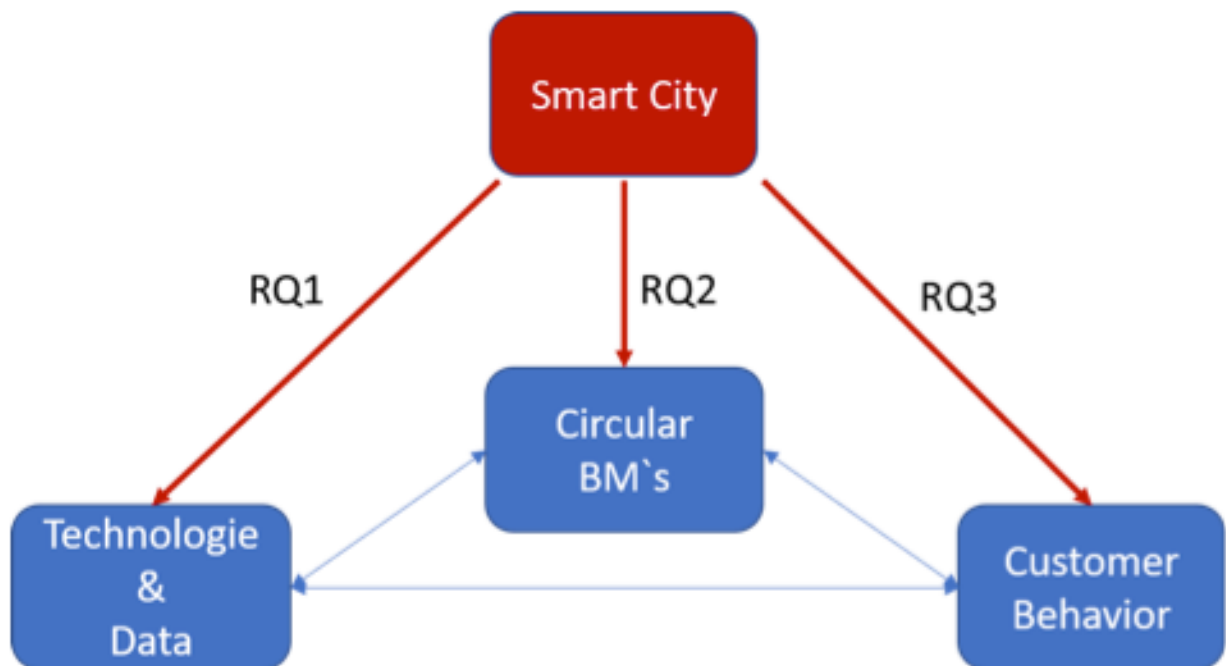 Smart City
RQ1
RQ2
RQ3
Circular
BM`s
Technologie
&
Data
Customer
Behavior